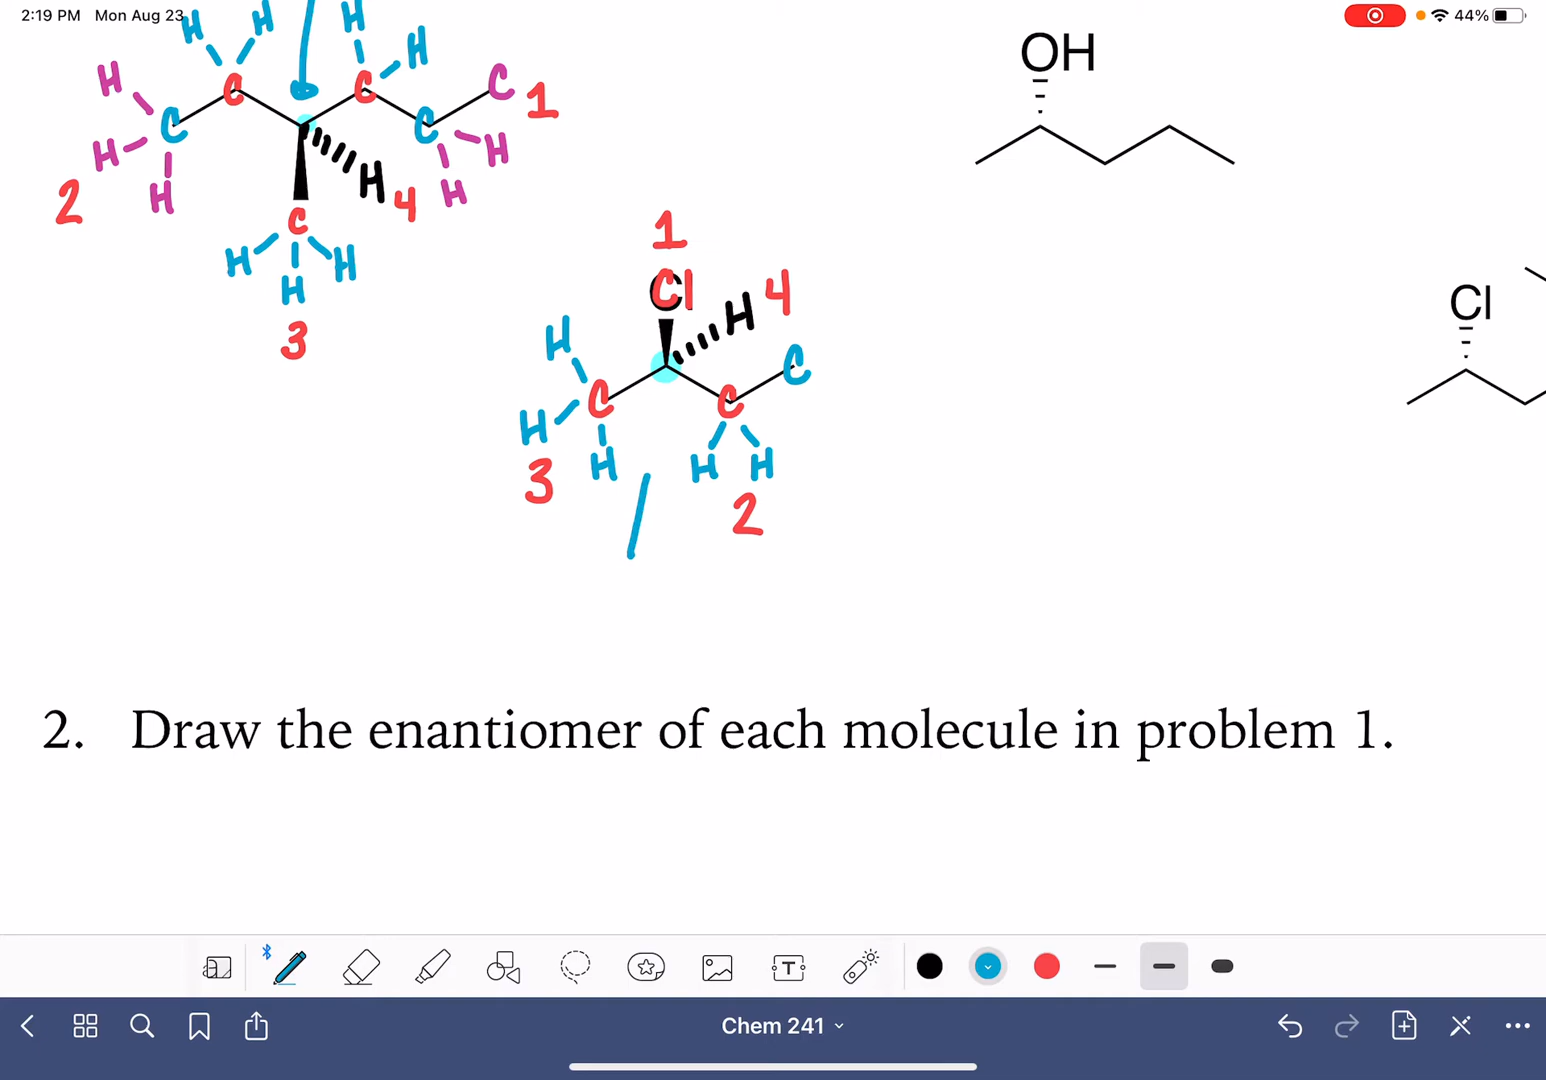 2:19 PM Mon Aug 23
44%
H H H H
H C C C C 1
H C C H
2 H H 4 H
C
H H H
3
OH
1
Cl H 4
H C
H C C
3 H H H
2
Cl
2. Draw the enantiomer of each molecule in problem 1.
a
T
Chem 241